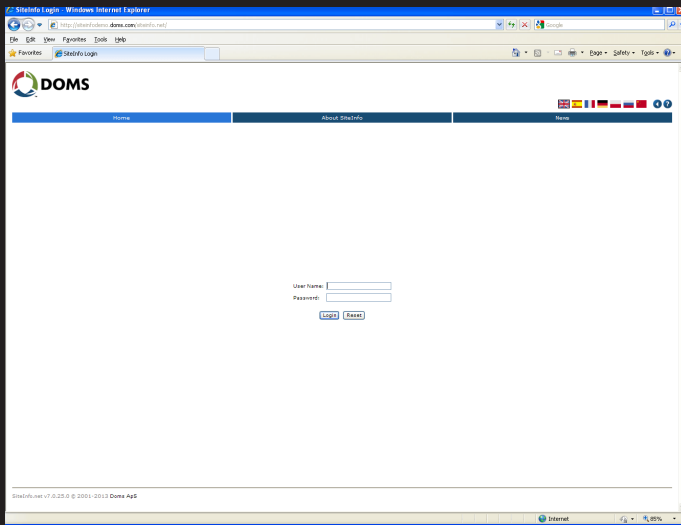 SiteInfo Login - Windows Internet Explorer
http://siteinfodemo.doms.com/siteinfo.net/
Google
File Edit View Favorites Tools Help
Favorites SiteInfo Login Page Safety Tools
DOMS
Home About SiteInfo News
User Name:
Password:
Login Reset
SiteInfo.net v7.0.25.0 © 2001-2013 Doms ApS
Internet 85%